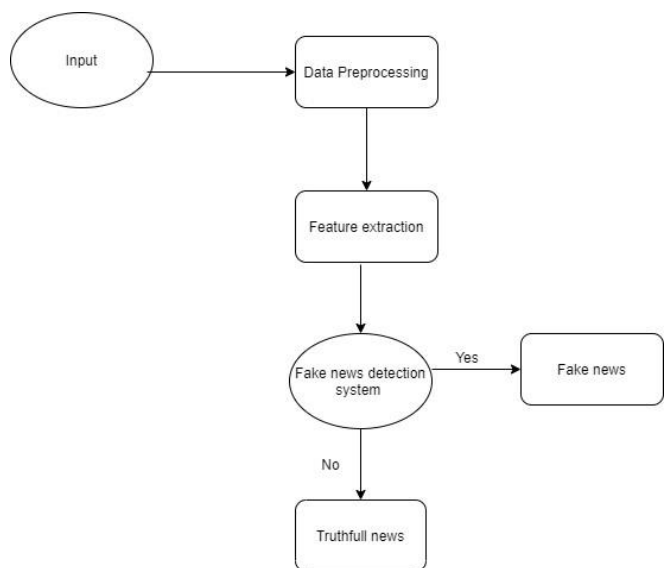 Input
Data Preprocessing
Feature extraction
Fake news detection
system
Yes
Fake news
No
Truthfull news